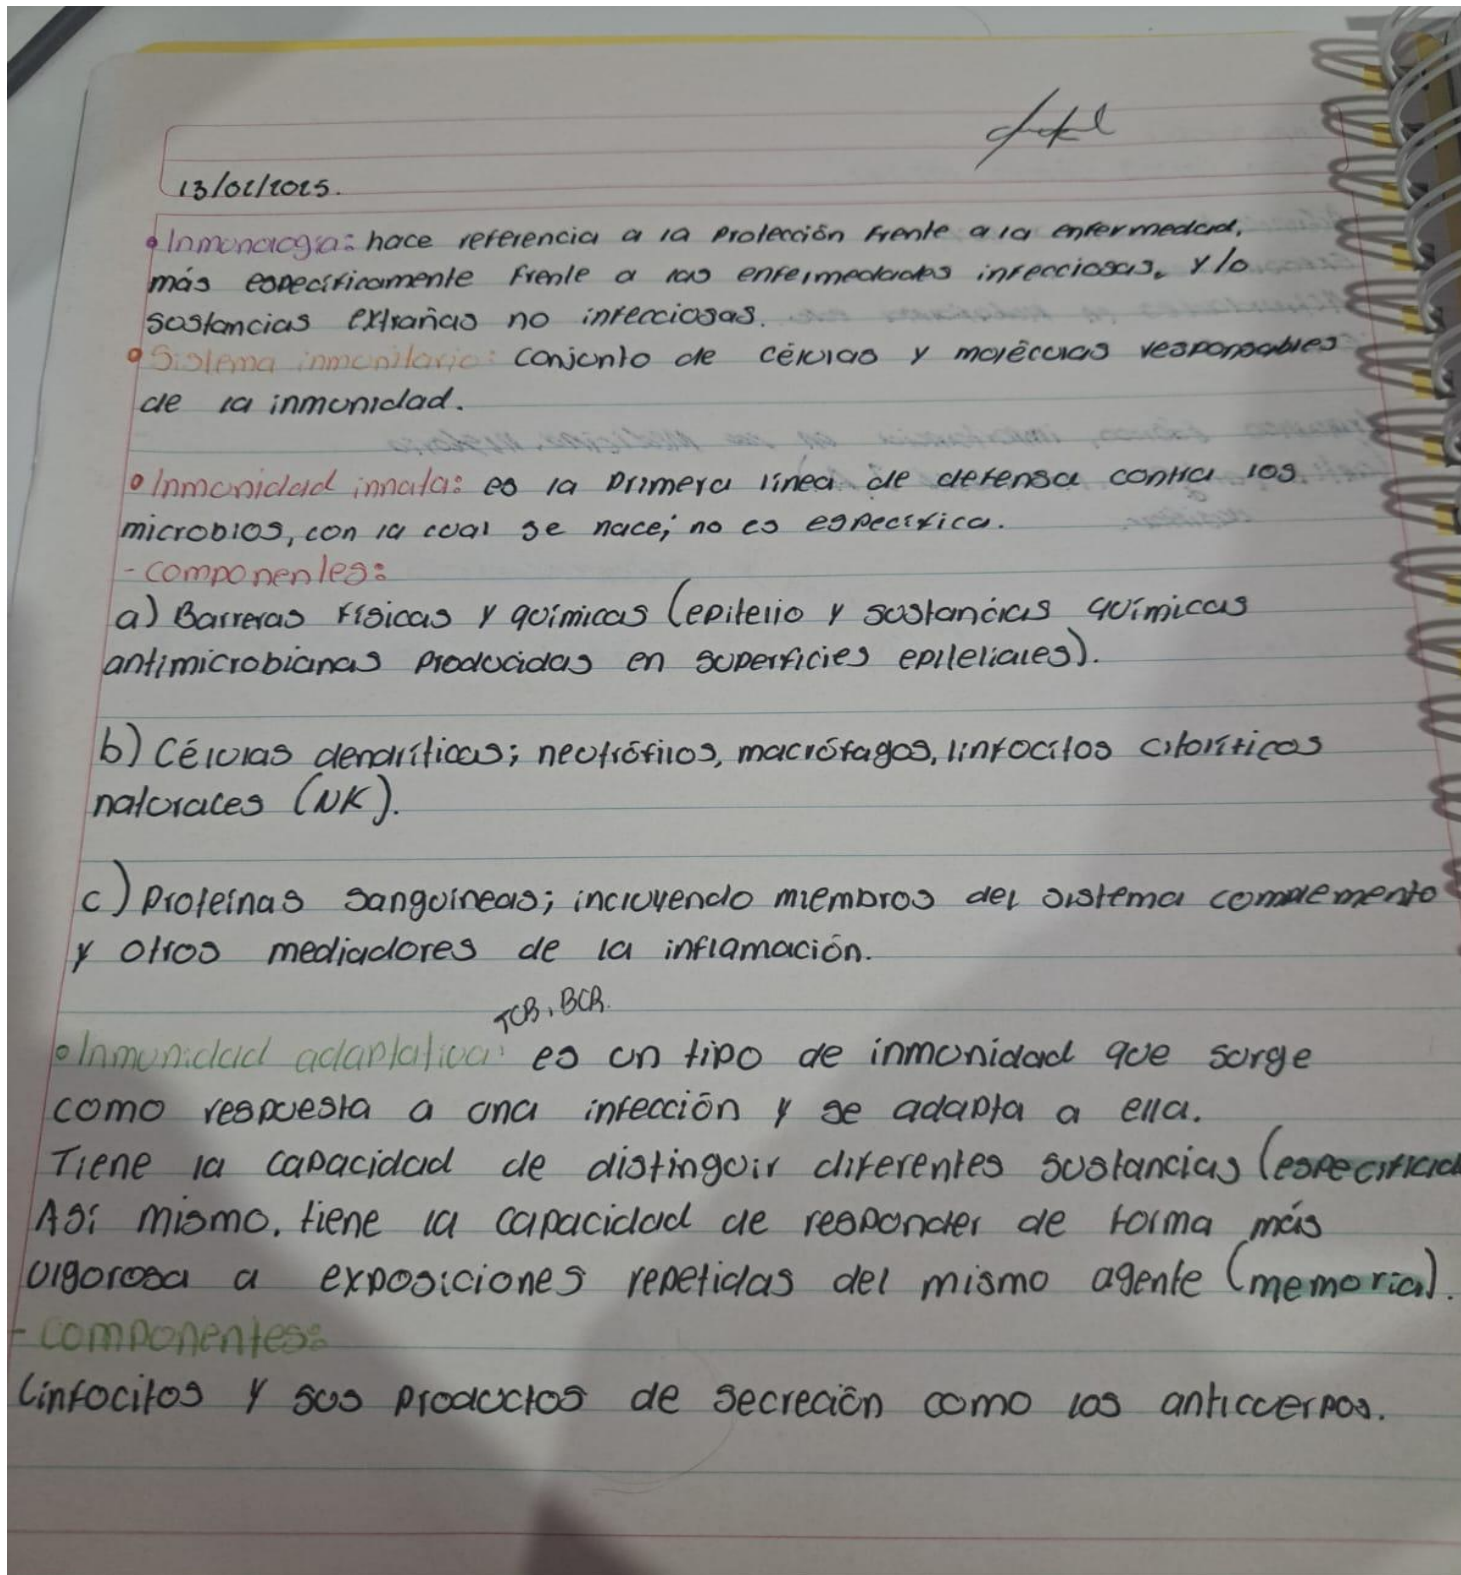 13/02/2025.
• Inmunología: hace referencia a la protección frente a la enfermedad,
más específicamente frente a las enfermedades infecciosas, y/o
sustancias extrañas no infecciosas.
• Sistema inmunitario: conjunto de células y moléculas responsables
de la inmunidad.
• Inmunidad innata: es la primera línea de defensa contra los
microbios, con la cual se nace; no es específica.
- componentes:
a) Barreras físicas y químicas (epitelio y sustancias químicas
antimicrobianas producidas en superficies epiteliales).
b) Células dendríticas; neutrófilos, macrófagos, linfocitos citolíticos
naturales (NK).
c) Proteínas sanguíneas; incluyendo miembros del sistema complemento
y otros mediadores de la inflamación.
TCR, BCR.
• Inmunidad adaptativa: es un tipo de inmunidad que surge
como respuesta a una infección y se adapta a ella.
Tiene la capacidad de distinguir diferentes sustancias (especificidad
Así mismo, tiene la capacidad de responder de forma más
vigorosa a exposiciones repetidas del mismo agente (memoria).
- componentes:
Linfocitos y sus productos de secreción como los anticuerpos.